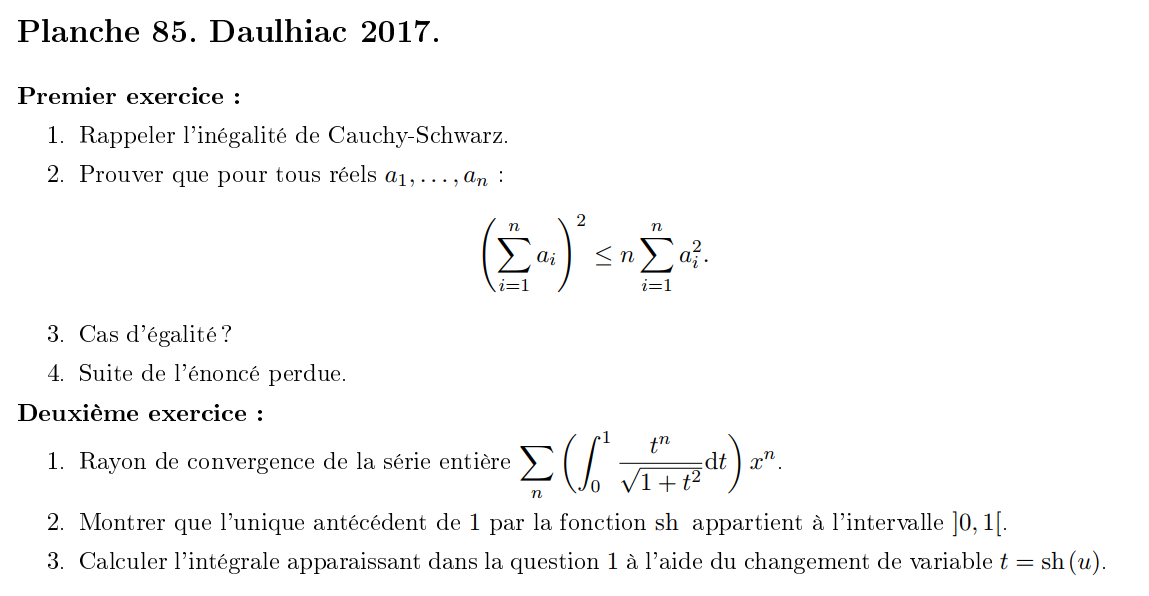 Planche 85. Daulhiac 2017.
Premier exercice :
1. Rappeler l'inégalité de Cauchy-Schwarz.
2. Prouver que pour tous réels $a_1, \ldots, a_n$ :
$$\left(\sum_{i=1}^{n} a_i\right)^2 \leq n \sum_{i=1}^{n} a_i^2.$$
3. Cas d'égalité ?
4. Suite de l'énoncé perdue.
Deuxième exercice :
1. Rayon de convergence de la série entière $\sum_n \left(\int_0^1 \frac{t^n}{\sqrt{1+t^2}} \mathrm{d}t\right) x^n$.
2. Montrer que l'unique antécédent de 1 par la fonction sh appartient à l'intervalle ]0, 1[.
3. Calculer l'intégrale apparaissant dans la question 1 à l'aide du changement de variable $t = \mathrm{sh}(u)$.